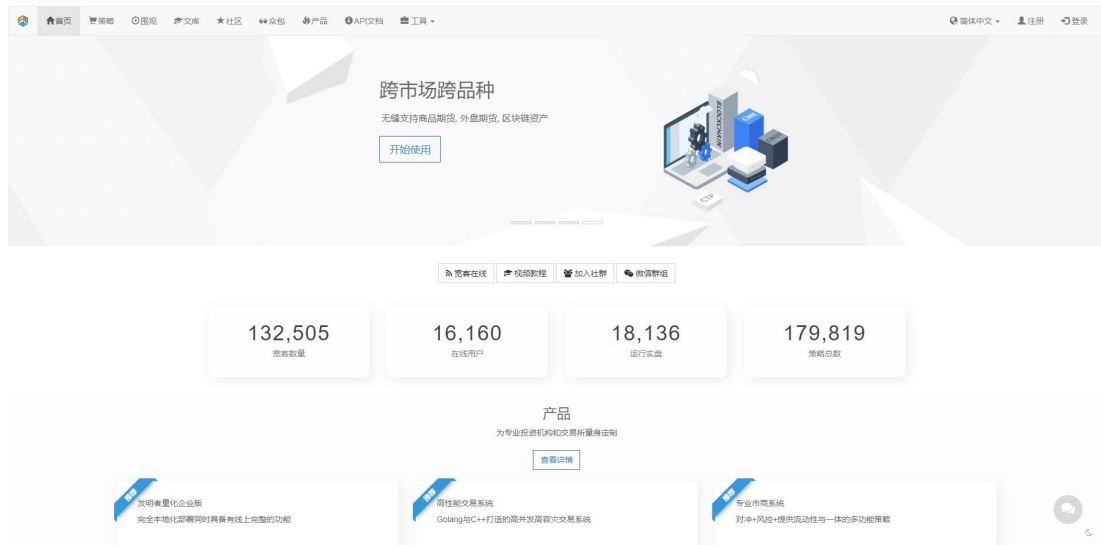 首页 策略 围观 文库 社区 众包 产品 API文档 工具 简体中文 注册 登录
跨市场跨品种
无缝支持商品期货, 外盘期货, 区块链资产
开始使用
BLOCKCHAIN
CME
CBOE
CTP
宽客在线 视频教程 加入社群 微信群组
132,505 16,160 18,136 179,819
宽客数量 在线用户 运行实盘 策略总数
产品
为专业投资机构和交易所量身定制
查看详情
推荐 推荐 推荐
发明者量化企业版 高性能交易系统 专业市商系统
完全本地化部署同时具备有线上完整的功能 Golang与C++打造的高并发高容灾交易系统 对冲+风控+提供流动性与一体的多功能策略